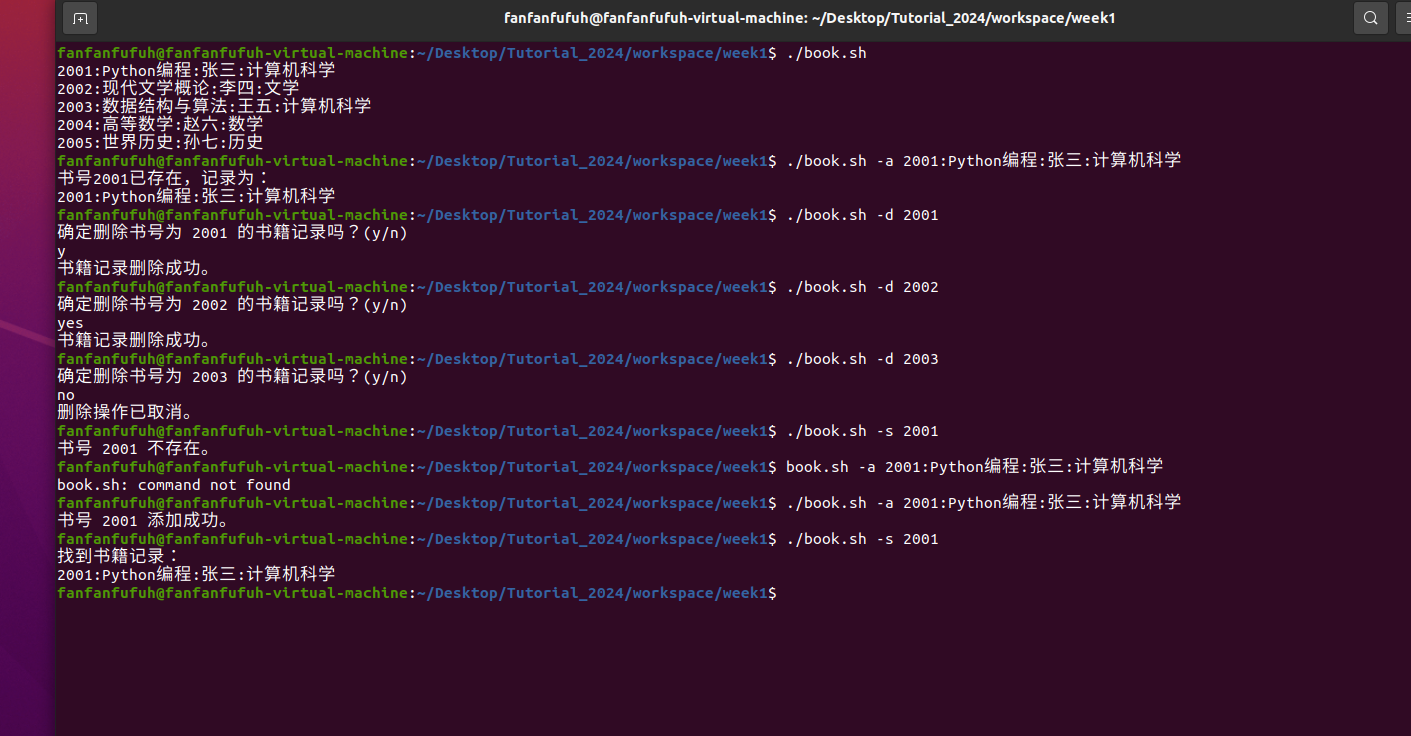 fanfanfufuh@fanfanfufuh-virtual-machine: ~/Desktop/Tutorial_2024/workspace/week1
fanfanfufuh@fanfanfufuh-virtual-machine:~/Desktop/Tutorial_2024/workspace/week1$ ./book.sh
2001:Python编程:张三:计算机科学
2002:现代文学概论:李四:文学
2003:数据结构与算法:王五:计算机科学
2004:高等数学:赵六:数学
2005:世界历史:孙七:历史
fanfanfufuh@fanfanfufuh-virtual-machine:~/Desktop/Tutorial_2024/workspace/week1$ ./book.sh -a 2001:Python编程:张三:计算机科学
书号2001已存在，记录为：
2001:Python编程:张三:计算机科学
fanfanfufuh@fanfanfufuh-virtual-machine:~/Desktop/Tutorial_2024/workspace/week1$ ./book.sh -d 2001
确定删除书号为 2001 的书籍记录吗？(y/n)
y
书籍记录删除成功。
fanfanfufuh@fanfanfufuh-virtual-machine:~/Desktop/Tutorial_2024/workspace/week1$ ./book.sh -d 2002
确定删除书号为 2002 的书籍记录吗？(y/n)
yes
书籍记录删除成功。
fanfanfufuh@fanfanfufuh-virtual-machine:~/Desktop/Tutorial_2024/workspace/week1$ ./book.sh -d 2003
确定删除书号为 2003 的书籍记录吗？(y/n)
no
删除操作已取消。
fanfanfufuh@fanfanfufuh-virtual-machine:~/Desktop/Tutorial_2024/workspace/week1$ ./book.sh -s 2001
书号 2001 不存在。
fanfanfufuh@fanfanfufuh-virtual-machine:~/Desktop/Tutorial_2024/workspace/week1$ book.sh -a 2001:Python编程:张三:计算机科学
book.sh: command not found
fanfanfufuh@fanfanfufuh-virtual-machine:~/Desktop/Tutorial_2024/workspace/week1$ ./book.sh -a 2001:Python编程:张三:计算机科学
书号 2001 添加成功。
fanfanfufuh@fanfanfufuh-virtual-machine:~/Desktop/Tutorial_2024/workspace/week1$ ./book.sh -s 2001
找到书籍记录：
2001:Python编程:张三:计算机科学
fanfanfufuh@fanfanfufuh-virtual-machine:~/Desktop/Tutorial_2024/workspace/week1$